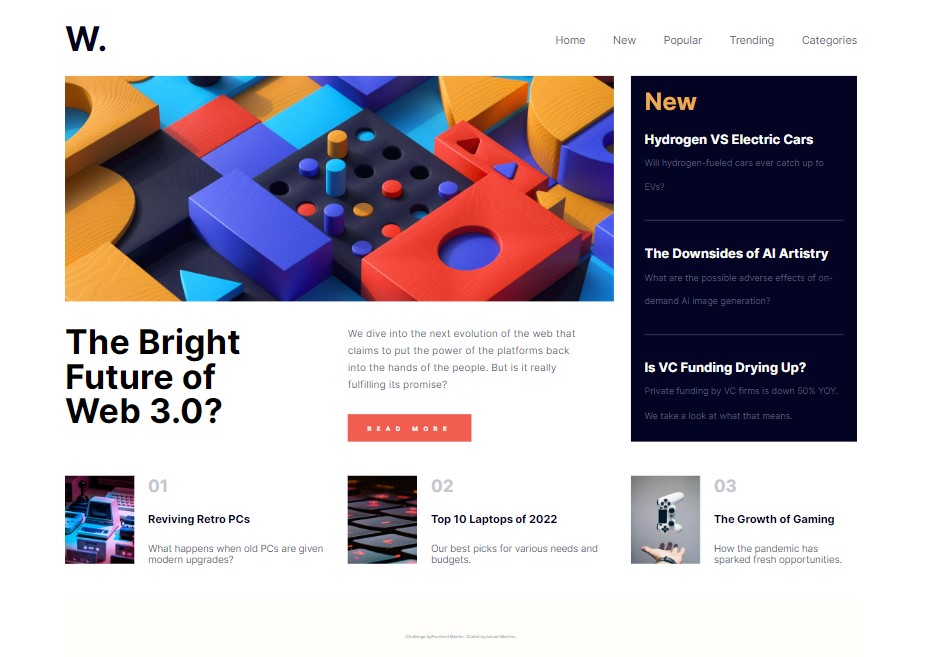 W.
Home New Popular Trending Categories
New
Hydrogen VS Electric Cars
Will hydrogen-fueled cars ever catch up to
EVs?
The Downsides of AI Artistry
What are the possible adverse effects of on-
demand AI image generation?
Is VC Funding Drying Up?
Private funding by VC firms is down 50% YOY.
We take a look at what that means.
The Bright
Future of
Web 3.0?
We dive into the next evolution of the web that
claims to put the power of the platforms back
into the hands of the people. But is it really
fulfilling its promise?
READ MORE
01
Reviving Retro PCs
What happens when old PCs are given
modern upgrades?
02
Top 10 Laptops of 2022
Our best picks for various needs and
budgets.
03
The Growth of Gaming
How the pandemic has
sparked fresh opportunities.
Challenge by Frontend Mentor. Coded by